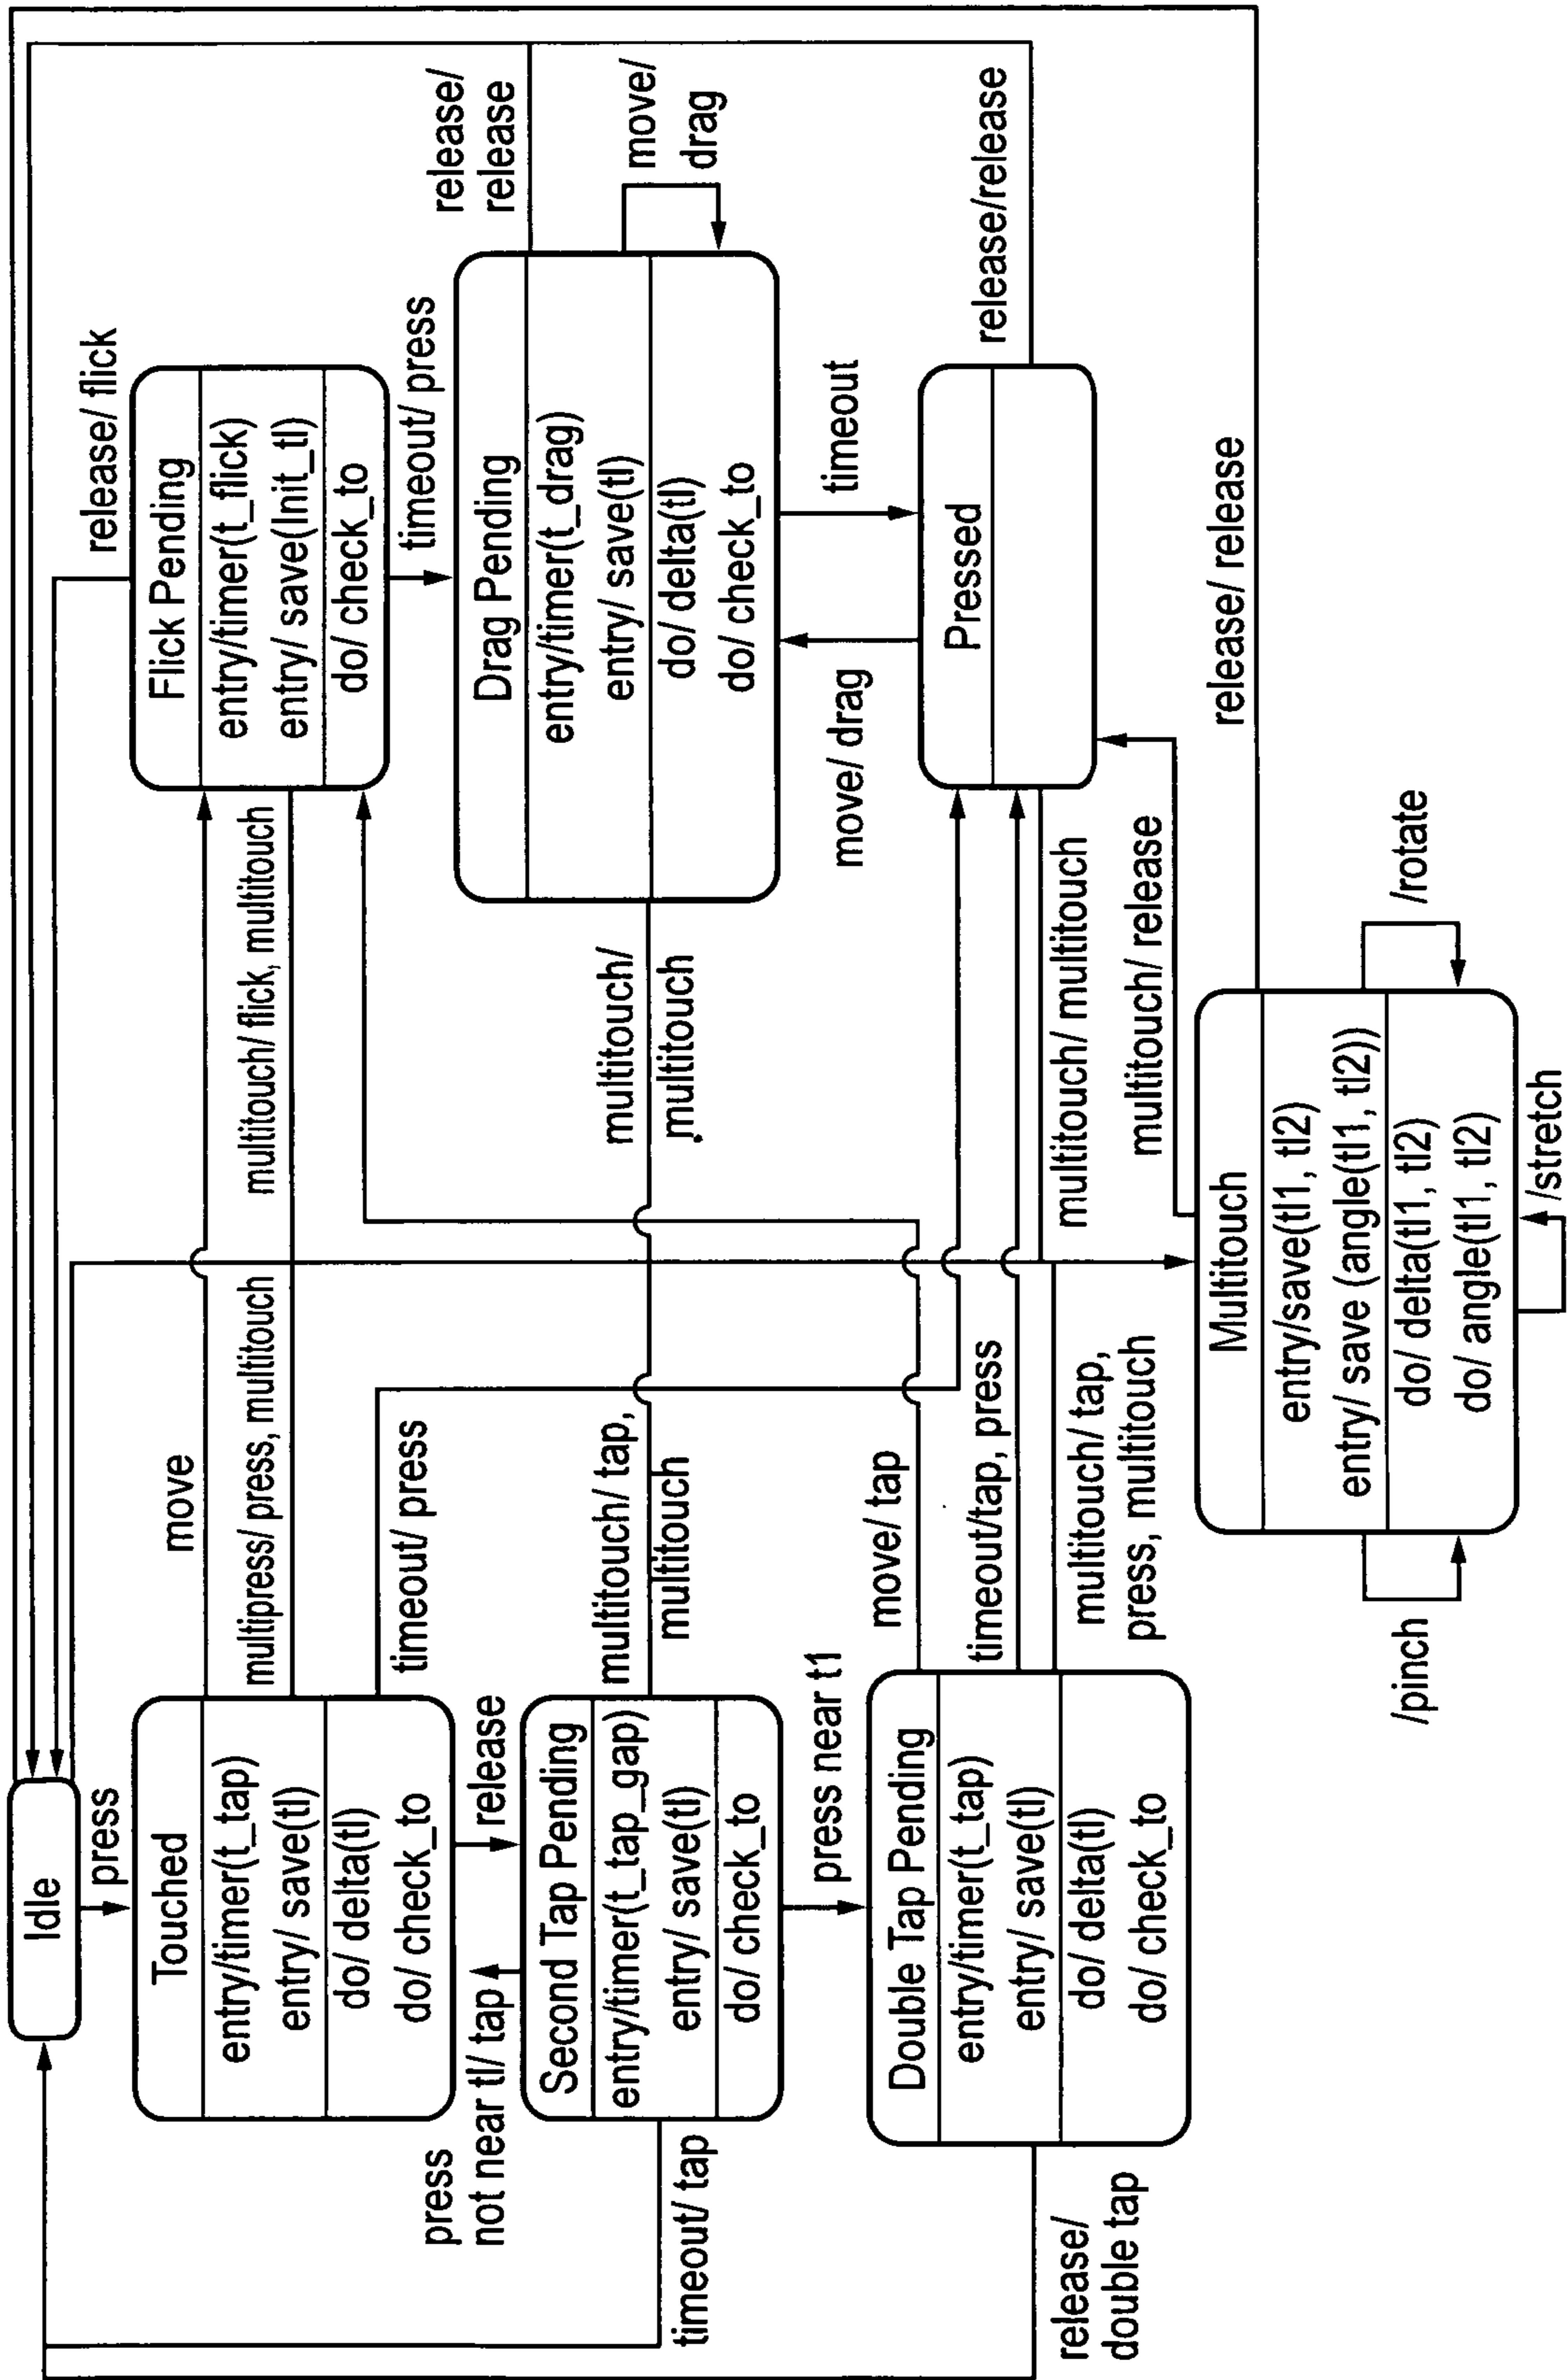 Idle
press
Touched
entry/timer(t_tap)
entry/ save(tl)
do/ delta(tl)
do/ check_to
move
multipress/ press, multitouch
multitouch/ flick, multitouch
timeout/ press
Flick Pending
entry/timer(t_flick)
entry/ save(Init_tl)
do/ check_to
release/ flick
timeout/ press
release
press
not near tl/ tap
Second Tap Pending
entry/timer(t_tap_gap)
entry/ save(tl)
do/ check_to
timeout/ tap
multitouch/ tap,
multitouch
multitouch/
multitouch
Drag Pending
entry/timer(t_drag)
entry/ save(tl)
do/ delta(tl)
do/ check_to
release/
release
move/
drag
press near t1
Double Tap Pending
entry/timer(t_tap)
entry/ save(tl)
do/ delta(tl)
do/ check_to
release/
double tap
move/ tap
timeout/tap, press
multitouch/ tap,
press, multitouch
move/ drag
timeout
Pressed
release/release
multitouch/ multitouch
multitouch/ release
release/ release
Multitouch
entry/save(tl1, tl2)
entry/ save (angle(tl1, tl2))
do/ delta(tl1, tl2)
do/ angle(tl1, tl2)
/pinch
/rotate
/stretch